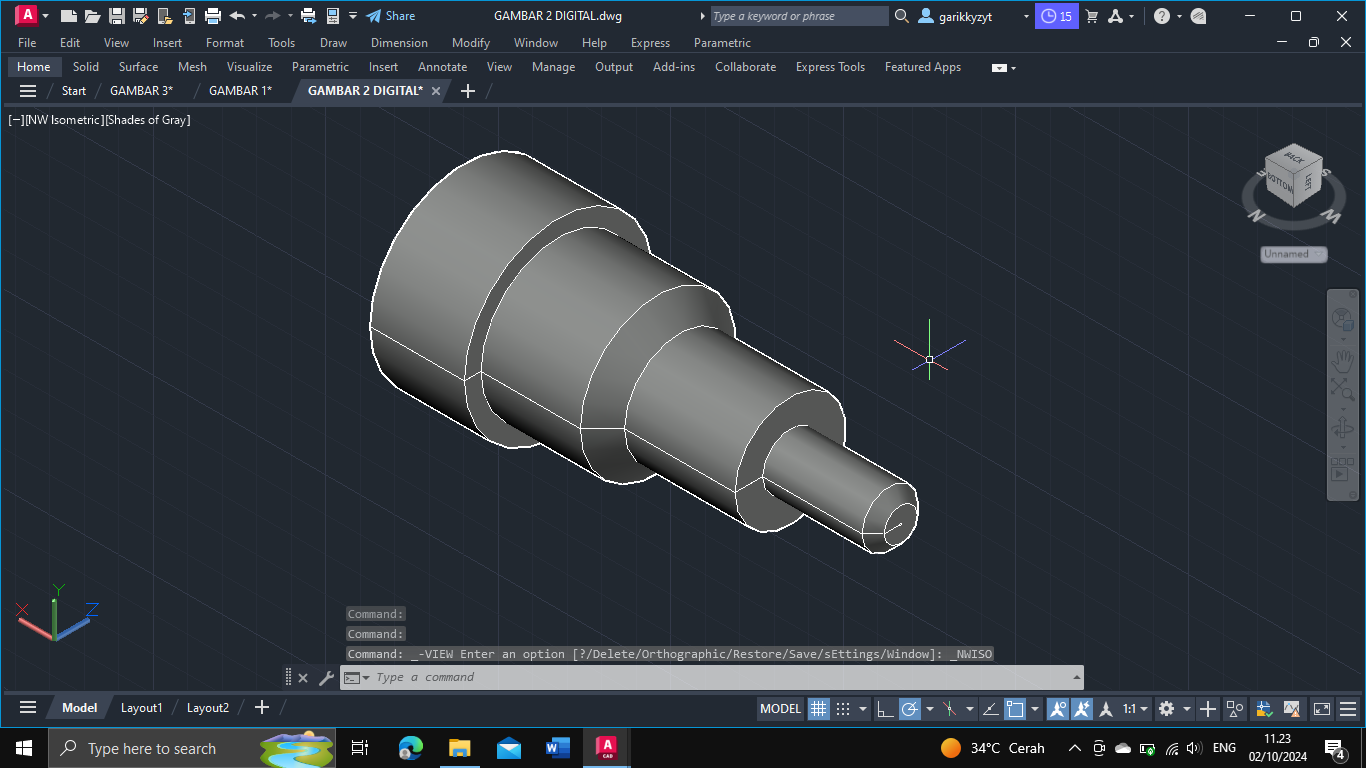 A CAD Share GAMBAR 2 DIGITAL.dwg Type a keyword or phrase garikkyzyt 15
File Edit View Insert Format Tools Draw Dimension Modify Window Help Express Parametric
Home Solid Surface Mesh Visualize Parametric Insert Annotate View Manage Output Add-ins Collaborate Express Tools Featured Apps
Start GAMBAR 3* GAMBAR 1* GAMBAR 2 DIGITAL*
[−][NW Isometric][Shades of Gray]
BACK
BOTTOM LEFT
N
Unnamed
Y
X Z
Command:
Command:
Command: _-VIEW Enter an option [?/Delete/Orthographic/Restore/Save/sEttings/Window]: _NWISO
Type a command
Model Layout1 Layout2 MODEL 1:1
Type here to search W A CAD 34°C Cerah ENG 11.23
02/10/2024 4